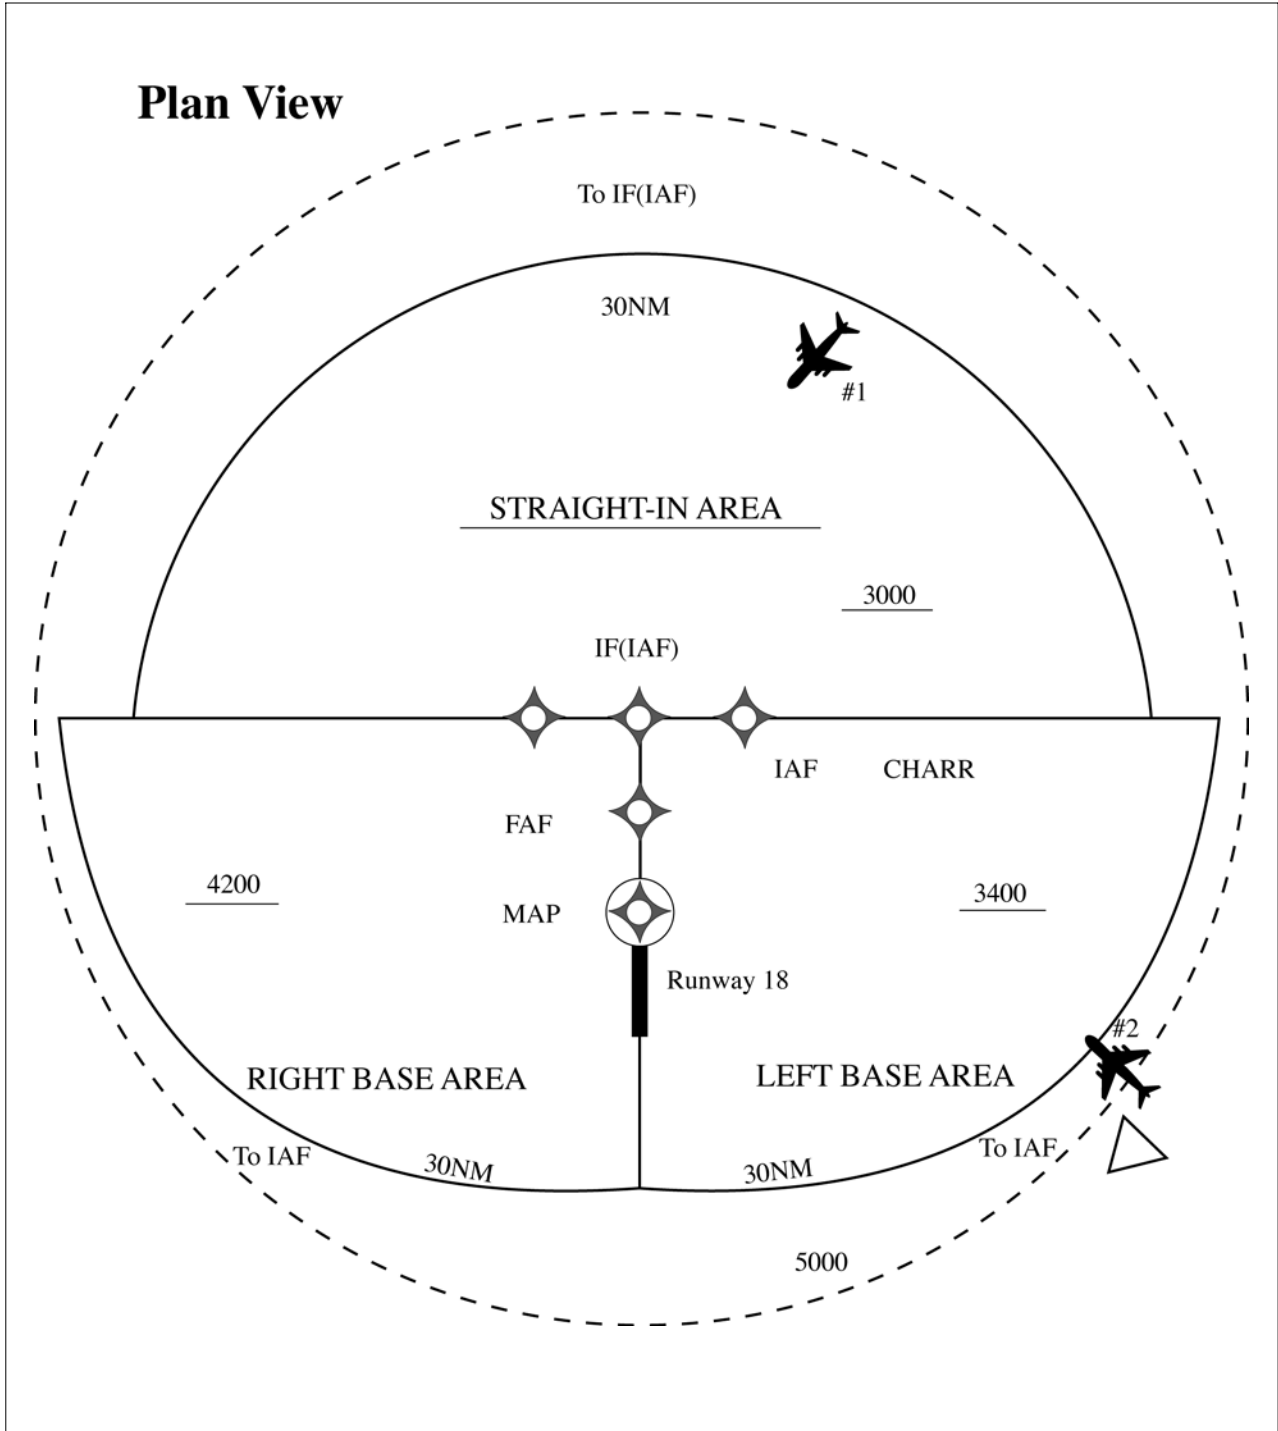 Plan View
To IF(IAF)
30NM
#1
STRAIGHT-IN AREA
3000
IF(IAF)
IAF
CHARR
FAF
4200
3400
MAP
Runway 18
#2
RIGHT BASE AREA
LEFT BASE AREA
To IAF
30NM
30NM
To IAF
5000